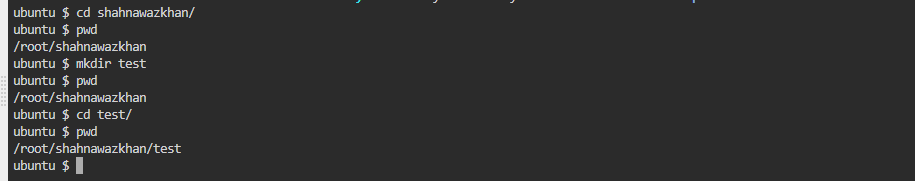 ubuntu $ cd shahnawazkhan/
ubuntu $ pwd
/root/shahnawazkhan
ubuntu $ mkdir test
ubuntu $ pwd
/root/shahnawazkhan
ubuntu $ cd test/
ubuntu $ pwd
/root/shahnawazkhan/test
ubuntu $